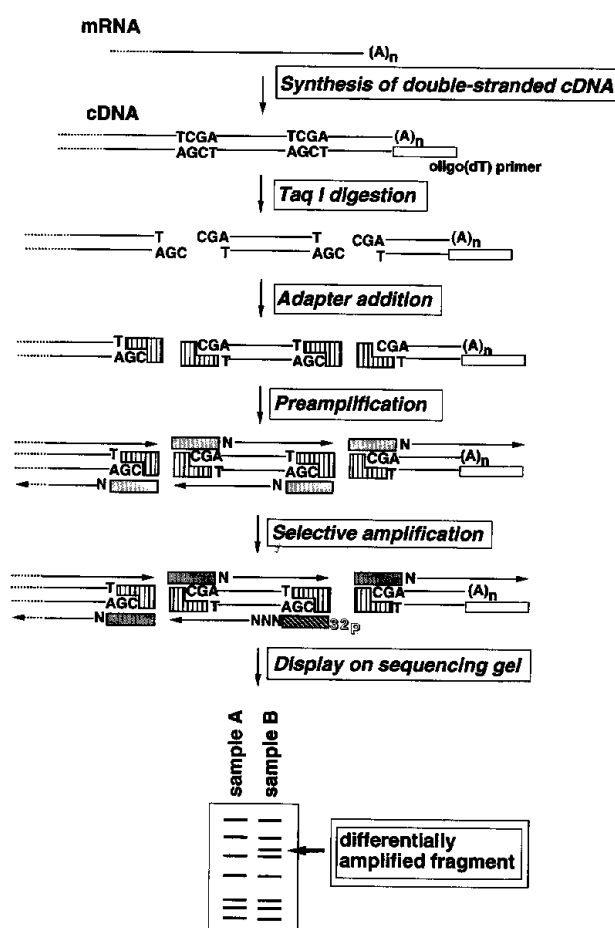 mRNA
(A)n
Synthesis of double-stranded cDNA
cDNA
TCGA TCGA (A)n
AGCT AGCT
oligo(dT) primer
Taq I digestion
T CGA T CGA (A)n
AGC T AGC T
Adapter addition
T CGA T CGA (A)n
AGC T AGC T
Preamplification
N N
T CGA T CGA (A)n
AGC T AGC T
N N
Selective amplification
N N
T CGA T CGA (A)n
AGC T AGC T
N NNN 32P
Display on sequencing gel
sample A
sample B
differentially
amplified fragment